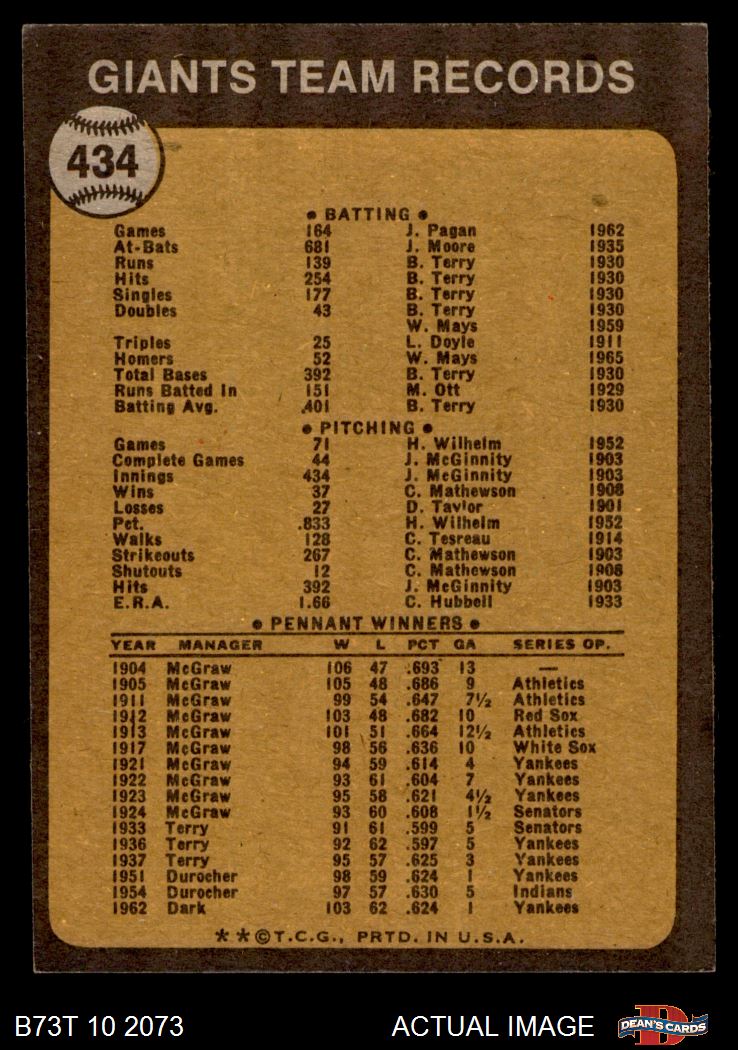 GIANTS TEAM RECORDS
434
• BATTING •
Games 164 J. Pagan 1962
At-Bats 681 J. Moore 1935
Runs 139 B. Terry 1930
Hits 254 B. Terry 1930
Singles 177 B. Terry 1930
Doubles 43 B. Terry 1930
W. Mays 1959
Triples 25 L. Doyle 1911
Homers 52 W. Mays 1965
Total Bases 392 B. Terry 1930
Runs Batted In 151 M. Ott 1929
Batting Avg. .401 B. Terry 1930
• PITCHING •
Games 71 H. Wilhelm 1952
Complete Games 44 J. McGinnity 1903
Innings 434 J. McGinnity 1903
Wins 37 C. Mathewson 1908
Losses 27 D. Taylor 1901
Pct. .833 H. Wilhelm 1952
Walks 128 C. Tesreau 1914
Strikeouts 267 C. Mathewson 1903
Shutouts 12 C. Mathewson 1908
Hits 392 J. McGinnity 1903
E.R.A. 1.66 C. Hubbell 1933
• PENNANT WINNERS •
YEAR MANAGER W L PCT GA SERIES OP.
1904 McGraw 106 47 .693 13 —
1905 McGraw 105 48 .686 9 Athletics
1911 McGraw 99 54 .647 7½ Athletics
1912 McGraw 103 48 .682 10 Red Sox
1913 McGraw 101 51 .664 12½ Athletics
1917 McGraw 98 56 .636 10 White Sox
1921 McGraw 94 59 .614 4 Yankees
1922 McGraw 93 61 .604 7 Yankees
1923 McGraw 95 58 .621 4½ Yankees
1924 McGraw 93 60 .608 1½ Senators
1933 Terry 91 61 .599 5 Senators
1936 Terry 92 62 .597 5 Yankees
1937 Terry 95 57 .625 3 Yankees
1951 Durocher 98 59 .624 1 Yankees
1954 Durocher 97 57 .630 5 Indians
1962 Dark 103 62 .624 1 Yankees
* * © T.C.G., PRTD. IN U.S.A.
B73T 10 2073 ACTUAL IMAGE DEAN'S CARDS